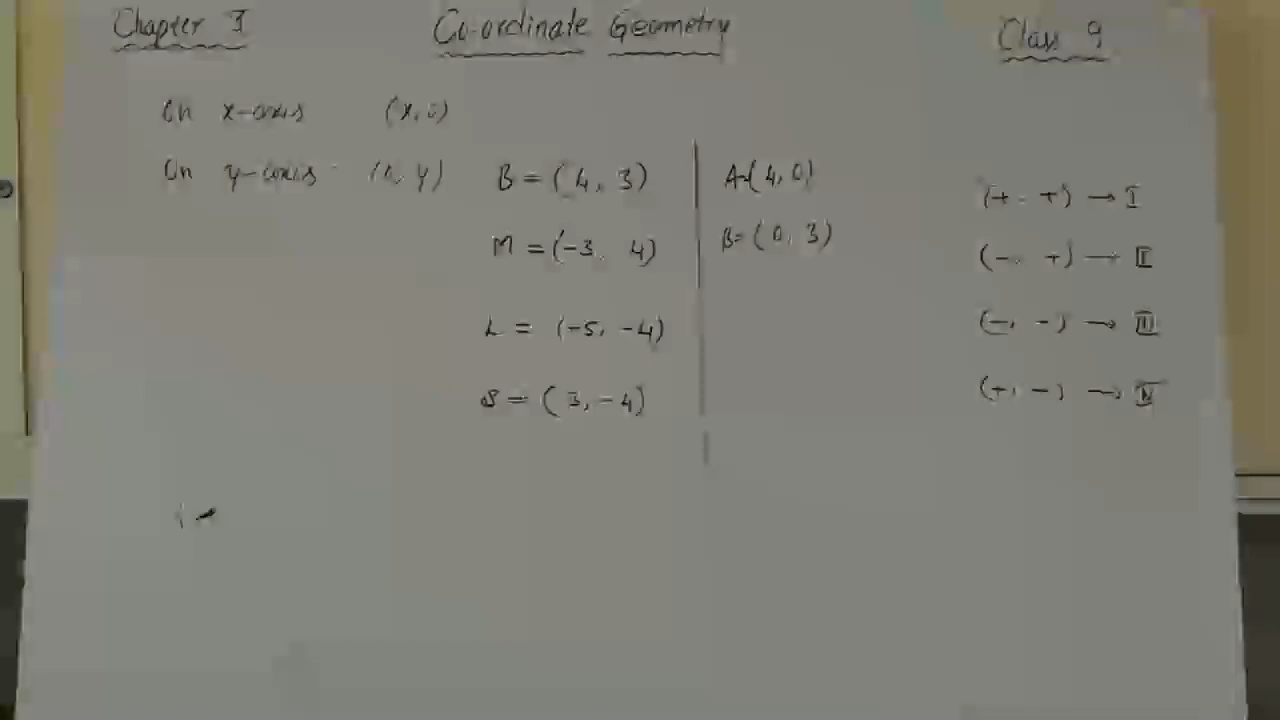 Chapter 3 Co-ordinate Geometry Class 9
On x-axis (x, 0)
On y-axis (0, y)
B = (4, 3)
M = (-3, 4)
L = (-5, -4)
S = (3, -4)
A = (4, 0)
B = (0, 3)
(+, +) → I
(-, +) → II
(-, -) → III
(+, -) → IV